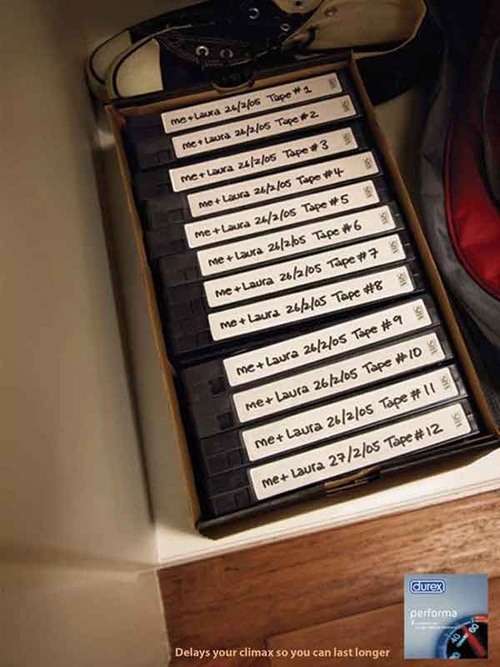 me + Laura 26/2/05 Tape #1
me + Laura 26/2/05 Tape #2
me + Laura 26/2/05 Tape #3
me + Laura 26/2/05 Tape #4
me + Laura 26/2/05 Tape #5
me + Laura 26/2/05 Tape #6
me + Laura 26/2/05 Tape #7
me + Laura 26/2/05 Tape #8
me + Laura 26/2/05 Tape #9
me + Laura 26/2/05 Tape #10
me + Laura 26/2/05 Tape #11
me + Laura 27/2/05 Tape #12
durex
performa
Delays your climax so you can last longer